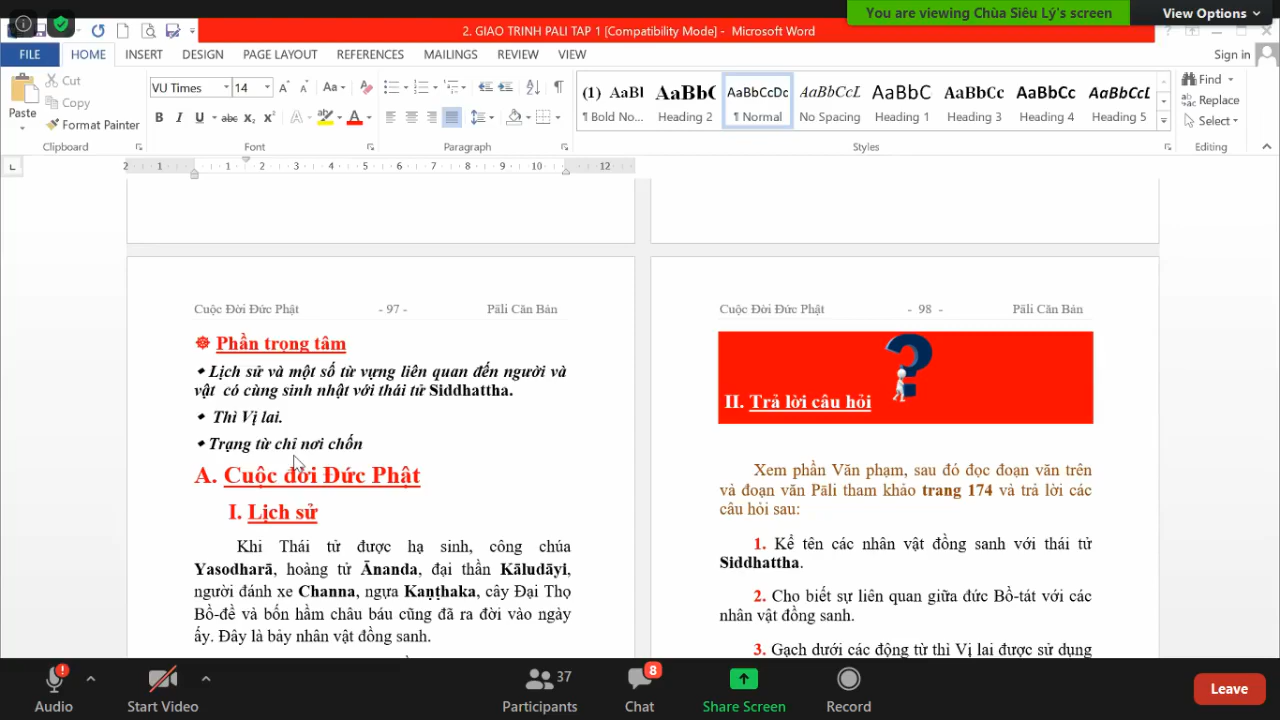 You are viewing Chùa Siêu Lý's screen
View Options
2. GIAO TRINH PALI TAP 1 [Compatibility Mode] - Microsoft Word
FILE HOME INSERT DESIGN PAGE LAYOUT REFERENCES MAILINGS REVIEW VIEW
Sign in
Paste
Cut
Copy
Format Painter
Clipboard
VU Times 14
Font
Paragraph
(1) AaBl AaBbC AaBbCcDc AaBbCcL AaBbC AaBbCc AaBbCc AaBbCcL
¶ Bold No... Heading 2 ¶ Normal No Spacing Heading 1 Heading 3 Heading 4 Heading 5
Styles
Find
Replace
Select
Editing
2 1 1 2 3 4 5 6 7 8 9 10 12
Cuộc Đời Đức Phật - 97 - Pāli Căn Bản
Phần trọng tâm
• Lịch sử và một số từ vựng liên quan đến người và
vật có cùng sinh nhật với thái tử Siddhattha.
• Thì Vị lai.
• Trạng từ chỉ nơi chốn
A. Cuộc đời Đức Phật
I. Lịch sử
Khi Thái tử được hạ sinh, công chúa
Yasodharā, hoàng tử Ānanda, đại thần Kāludāyi,
người đánh xe Channa, ngựa Kaṇṭhaka, cây Đại Thọ
Bồ-đề và bốn hầm châu báu cũng đã ra đời vào ngày
ấy. Đây là bảy nhân vật đồng sanh.
Cuộc Đời Đức Phật - 98 - Pāli Căn Bản
?
II. Trả lời câu hỏi
Xem phần Văn phạm, sau đó đọc đoạn văn trên
và đoạn văn Pāli tham khảo trang 174 và trả lời các
câu hỏi sau:
1. Kể tên các nhân vật đồng sanh với thái tử
Siddhattha.
2. Cho biết sự liên quan giữa đức Bồ-tát với các
nhân vật đồng sanh.
3. Gạch dưới các động từ thì Vị lai được sử dụng
Audio
Start Video
Participants 37
Chat 8
Share Screen
Record
Leave